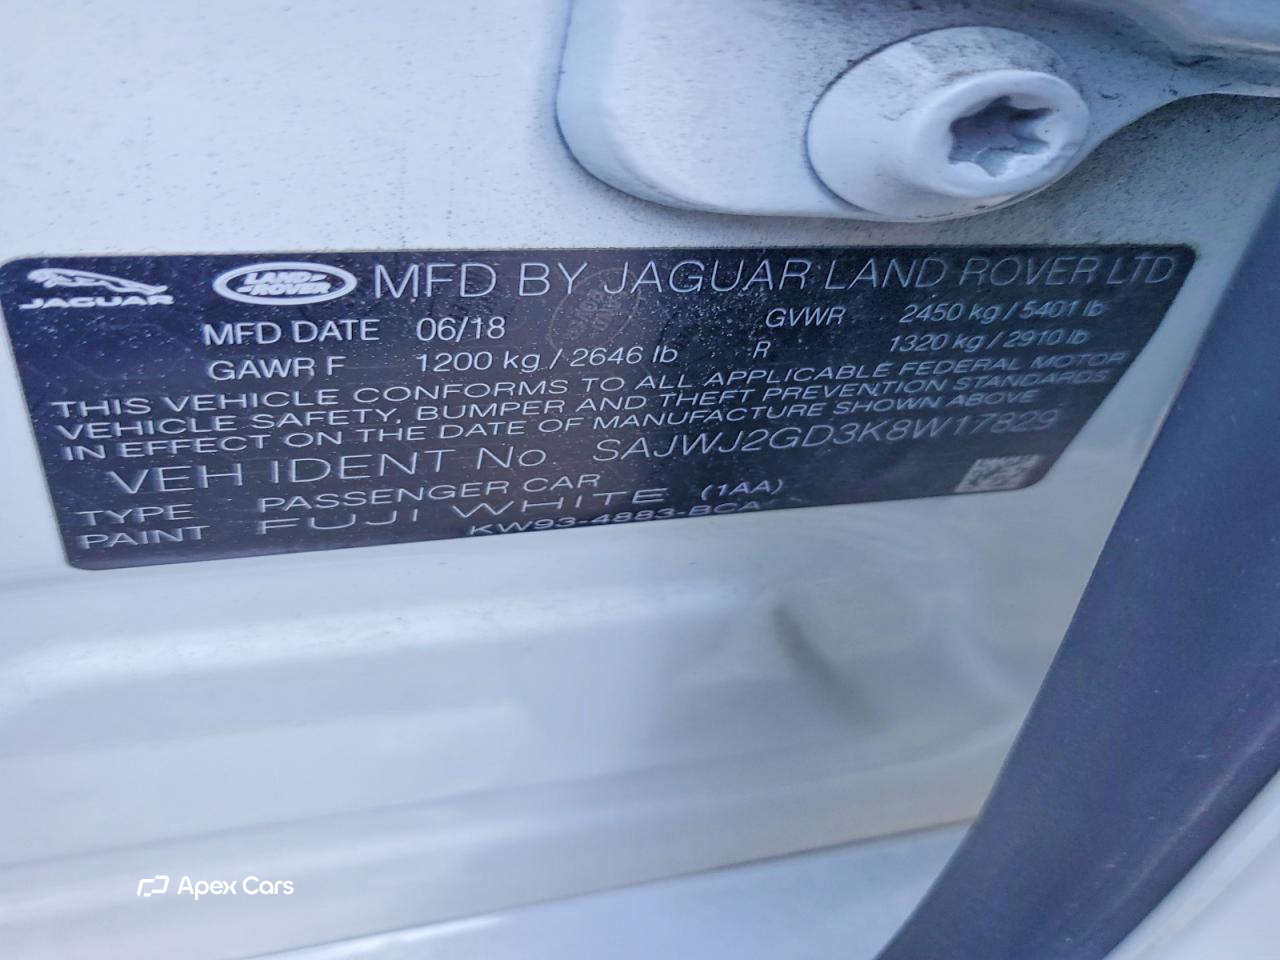 JAGUAR LAND ROVER MFD BY JAGUAR LAND ROVER LTD
MFD DATE 06/18 GVWR 2450 kg / 5401 lb
GAWR F 1200 kg / 2646 lb R 1320 kg / 2910 lb
THIS VEHICLE CONFORMS TO ALL APPLICABLE FEDERAL MOTOR
VEHICLE SAFETY, BUMPER AND THEFT PREVENTION STANDARDS
IN EFFECT ON THE DATE OF MANUFACTURE SHOWN ABOVE
VEH IDENT No SAJWJ2GD3K8W17829
TYPE PASSENGER CAR
PAINT FUJI WHITE (1AA)
KW93-4883-BCA
Apex Cars